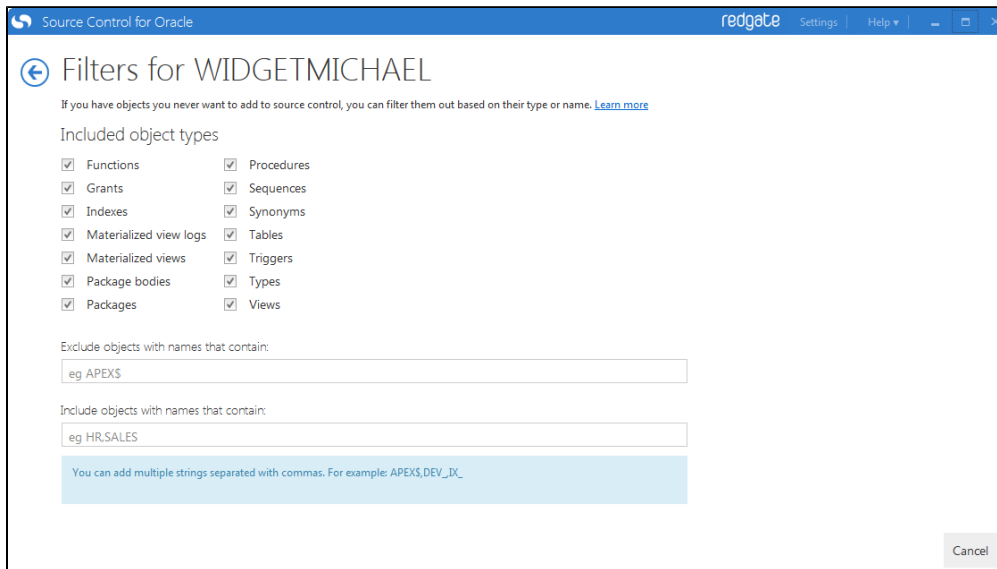 Source Control for Oracle
redgate Settings Help
Filters for WIDGETMICHAEL
If you have objects you never want to add to source control, you can filter them out based on their type or name. Learn more
Included object types
Functions Procedures
Grants Sequences
Indexes Synonyms
Materialized view logs Tables
Materialized views Triggers
Package bodies Types
Packages Views
Exclude objects with names that contain:
eg APEX$
Include objects with names that contain:
eg HR,SALES
You can add multiple strings separated with commas. For example: APEX$,DEV_,IX_
Cancel